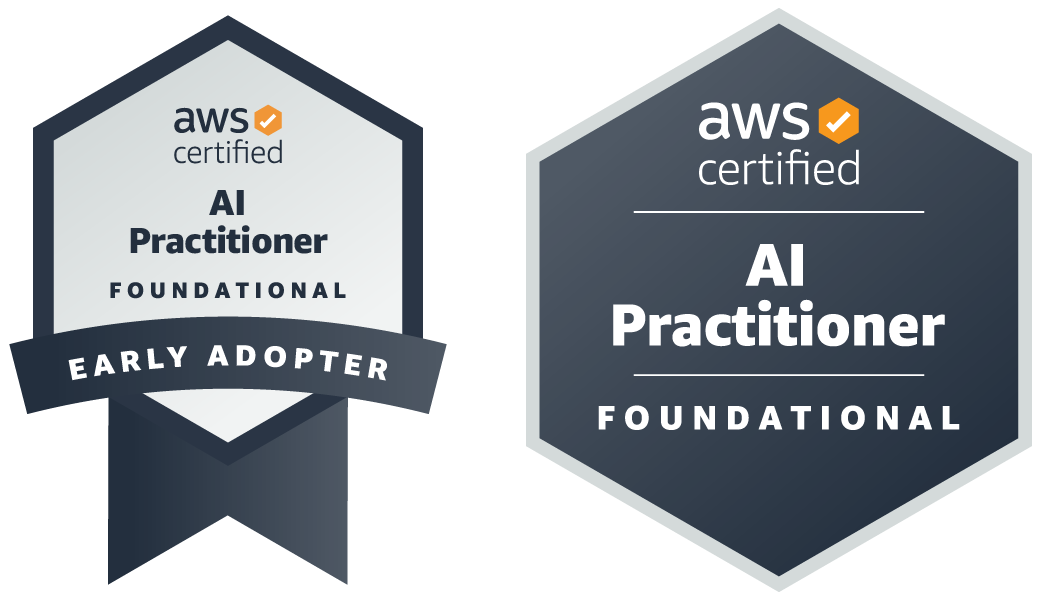 aws
certified
AI
Practitioner
FOUNDATIONAL
EARLY ADOPTER
aws
certified
AI
Practitioner
FOUNDATIONAL